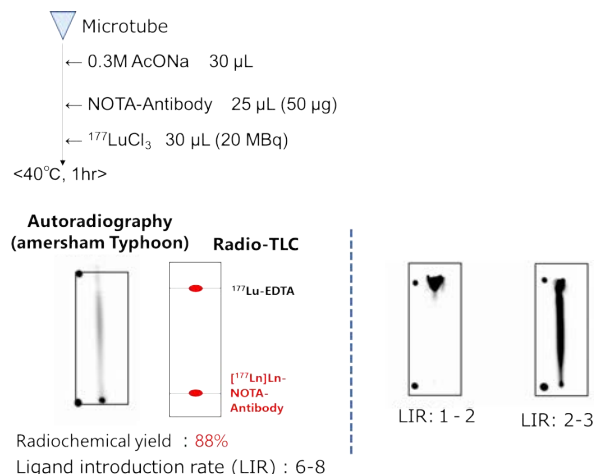 Microtube
← 0.3M AcONa 30 µL
← NOTA-Antibody 25 µL (50 µg)
← ¹⁷⁷LuCl₃ 30 µL (20 MBq)
<40℃, 1hr>
Autoradiography
(amersham Typhoon)
Radio-TLC
¹⁷⁷Lu-EDTA
[¹⁷⁷Ln]Ln-
NOTA-
Antibody
Radiochemical yield : 88%
Ligand introduction rate (LIR) : 6-8
LIR: 1 - 2
LIR: 2-3